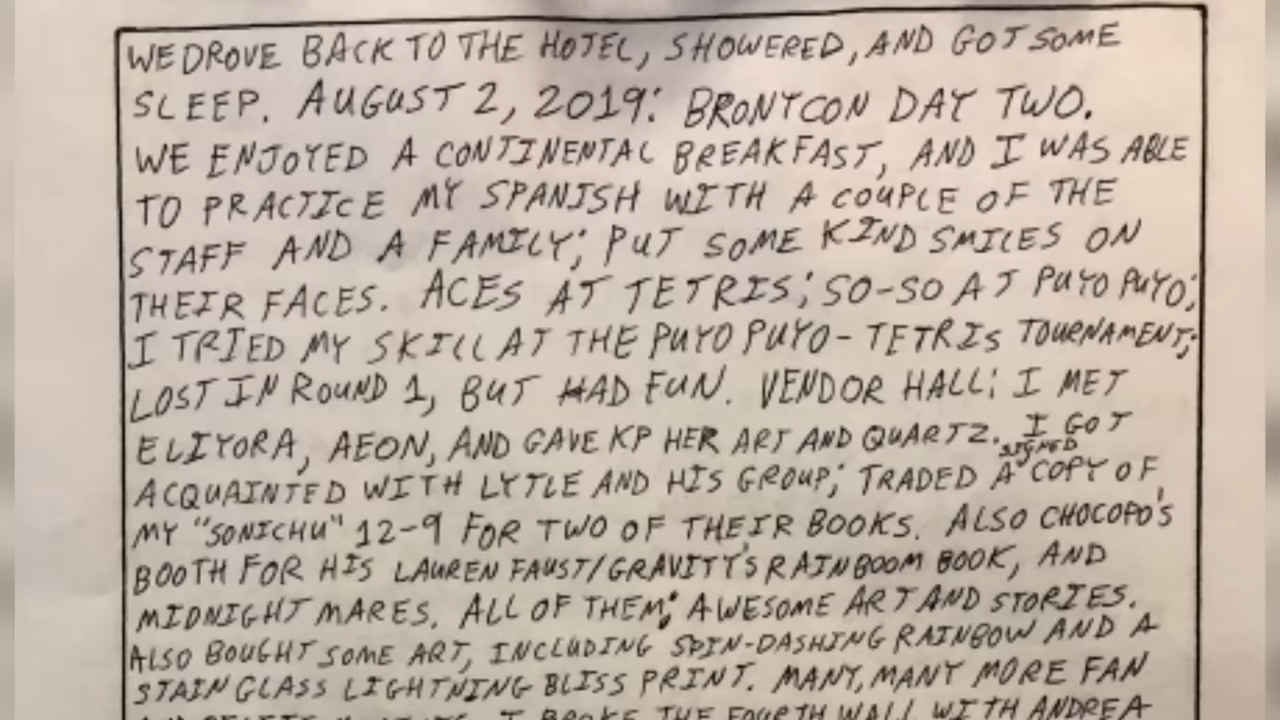 WE DROVE BACK TO THE HOTEL, SHOWERED, AND GOT SOME
SLEEP. AUGUST 2, 2019: BRONYCON DAY TWO.
WE ENJOYED A CONTINENTAL BREAKFAST, AND I WAS ABLE
TO PRACTICE MY SPANISH WITH A COUPLE OF THE
STAFF AND A FAMILY; PUT SOME KIND SMILES ON
THEIR FACES. ACES AT TETRIS; SO-SO AT PUYO PUYO;
I TRIED MY SKILL AT THE PUYO PUYO-TETRIS TOURNAMENT;
LOST IN ROUND 1, BUT HAD FUN. VENDOR HALL: I MET
ELIYORA, AEON, AND GAVE KP HER ART AND QUARTZ. I GOT
SIGNED
ACQUAINTED WITH LYTLE AND HIS GROUP; TRADED A COPY OF
MY "SONICHU" 12-9 FOR TWO OF THEIR BOOKS. ALSO CHOCOPO'S
BOOTH FOR HIS LAUREN FAUST/GRAVITY'S RAINBOOM BOOK, AND
MIDNIGHT MARES. ALL OF THEM: AWESOME ART AND STORIES.
ALSO BOUGHT SOME ART, INCLUDING SPIN-DASHING RAINBOW AND A
STAIN GLASS LIGHTNING BLISS PRINT. MANY, MANY MORE FAN
I BROKE THE FOURTH WALL WITH ANDREA